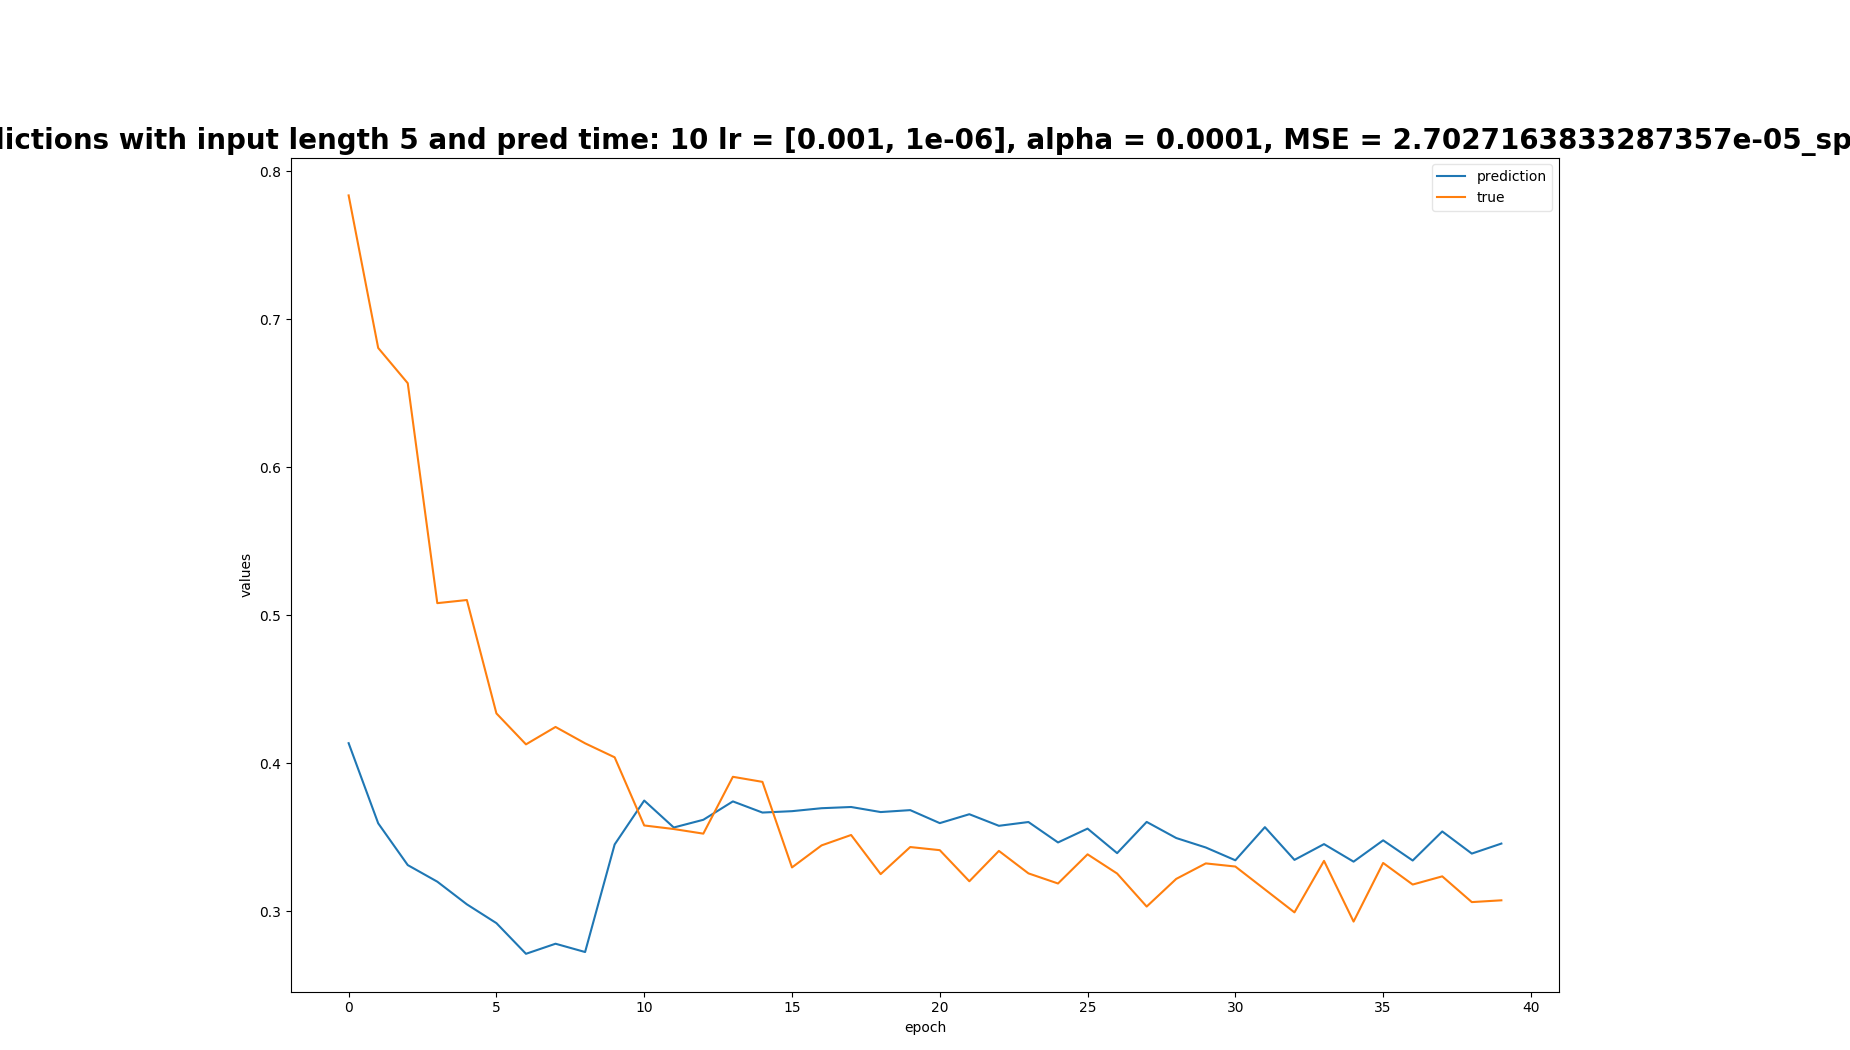 dictions with input length 5 and pred time: 10 lr = [0.001, 1e-06], alpha = 0.0001, MSE = 2.7027163833287357e-05_sp
prediction
true
0.8
0.7
0.6
0.5
0.4
0.3
values
0 5 10 15 20 25 30 35 40
epoch